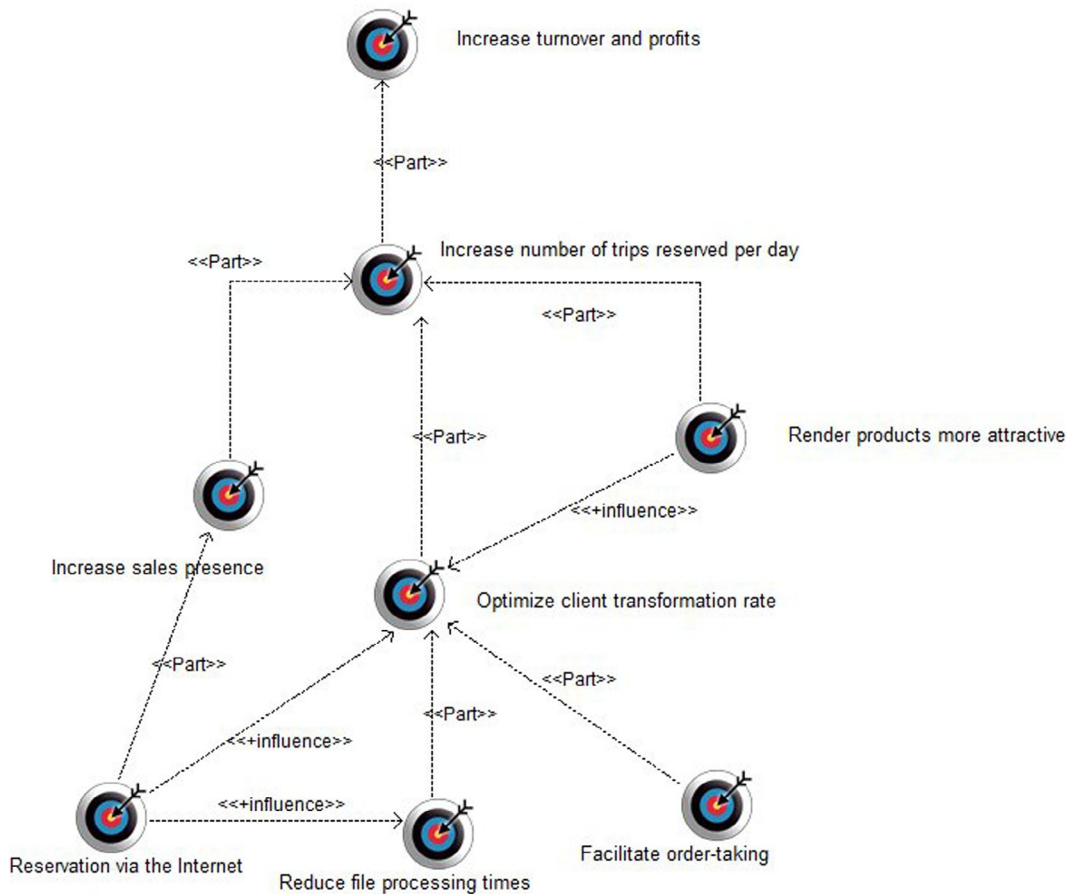 Increase turnover and profits
<<Part>>
Increase number of trips reserved per day
<<Part>>
<<Part>>
<<Part>>
Render products more attractive
<<+influence>>
Increase sales presence
Optimize client transformation rate
<<Part>>
<<Part>>
<<Part>>
<<+influence>>
<<+influence>>
Facilitate order-taking
Reservation via the Internet
Reduce file processing times